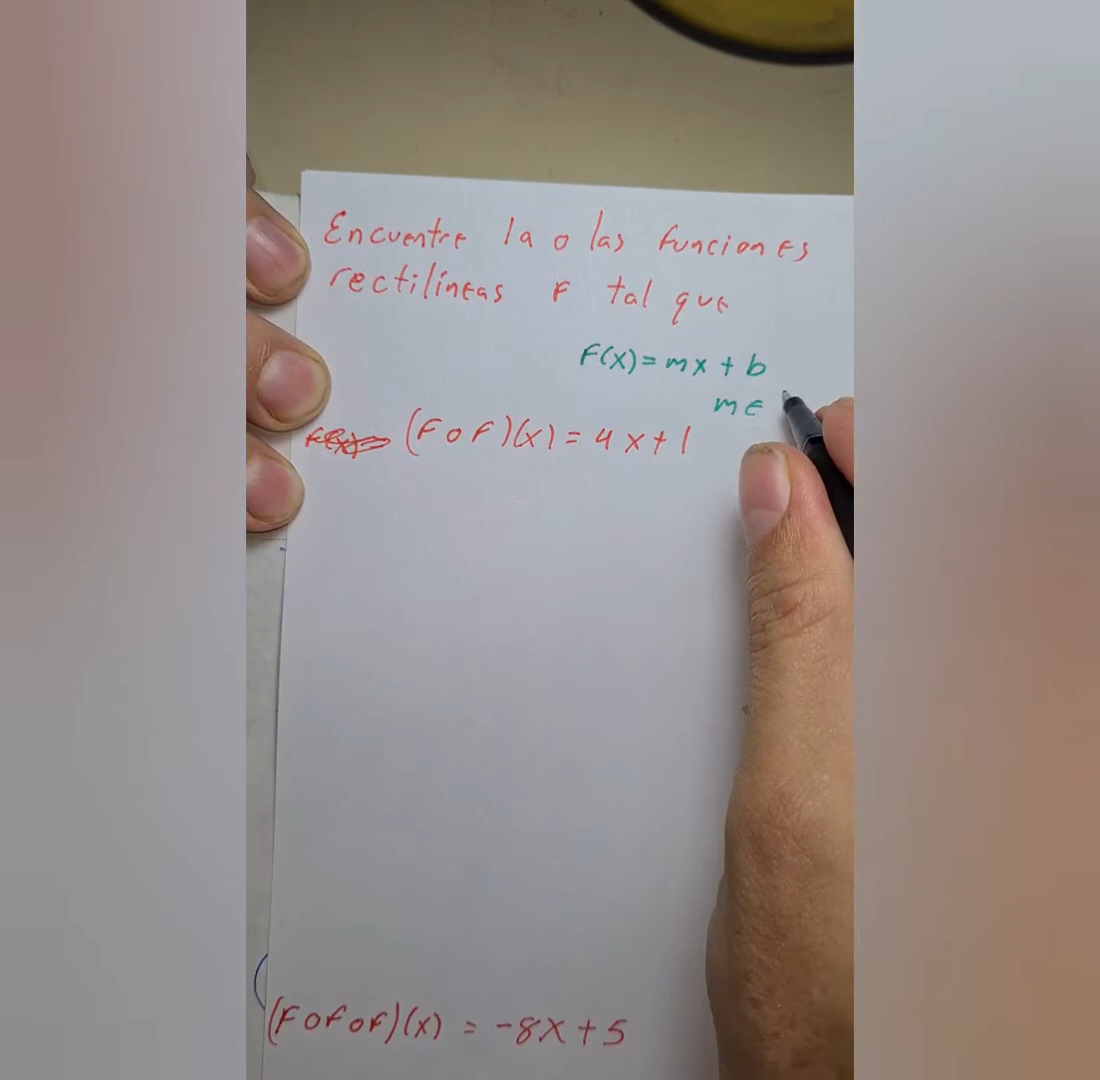 Encuentre la o las funciones
rectilíneas F tal que
F(x)=mx+b
m∈
(FoF)(x)=4x+1
(FoFoF)(x) = -8x+5